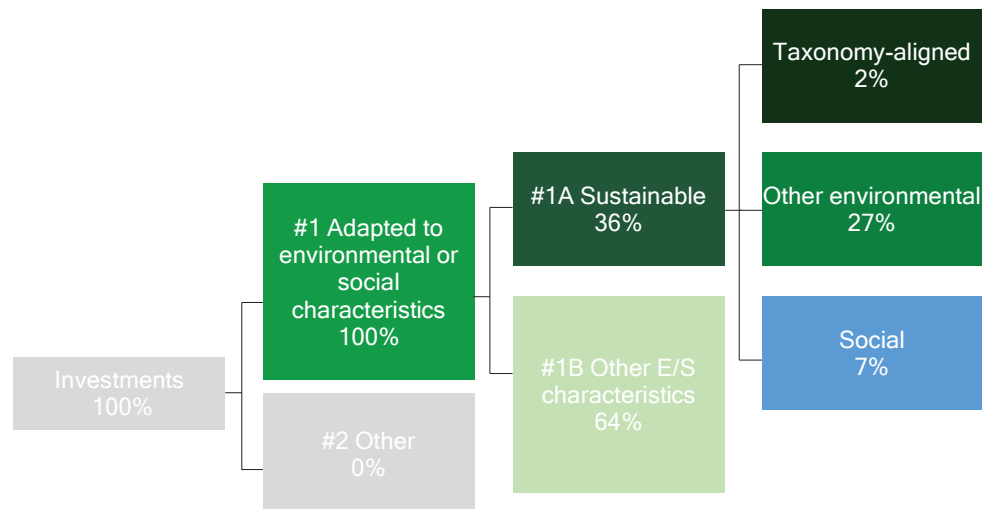 Investments
100%
#1 Adapted to
environmental or
social
characteristics
100%
#2 Other
0%
#1A Sustainable
36%
#1B Other E/S
characteristics
64%
Taxonomy-aligned
2%
Other environmental
27%
Social
7%